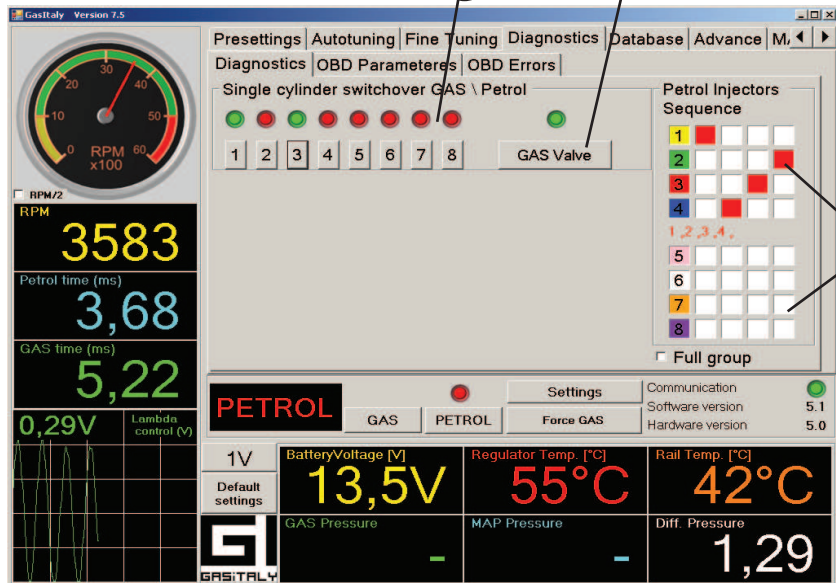 GasItaly Version 7.5
Presettings Autotuning Fine Tuning Diagnostics Database Advance M
Diagnostics OBD Parameteres OBD Errors
Single cylinder switchover GAS \ Petrol
1 2 3 4 5 6 7 8 GAS Valve
Petrol Injectors
Sequence
1
2
3
4
1 ,2 ,3 ,4 ,
5
6
7
8
Full group
0 10 20 30 40 50 60
RPM
x100
RPM/2
RPM
3583
Petrol time (ms)
3,68
GAS time (ms)
5,22
0,29V
Lambda
control (V)
PETROL
GAS PETROL
Settings
Force GAS
Communication
Software version 5.1
Hardware version 5.0
1V
Default
settings
GASITALY
BatteryVoltage [V]
13,5V
Regulator Temp. [°C]
55°C
Rail Temp. [°C]
42°C
GAS Pressure
-
MAP Pressure
-
Diff. Pressure
1,29